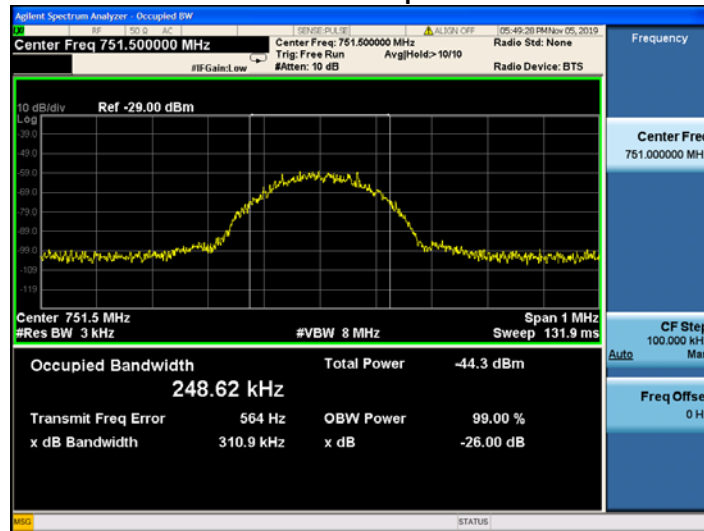 Agilent Spectrum Analyzer - Occupied BW
RF 50 Ω AC SENSE:PULSE ALIGN OFF 05:49:28 PM Nov 05, 2019
Center Freq 751.500000 MHz
Center Freq: 751.500000 MHz
Radio Std: None
Trig: Free Run Avg|Hold:> 10/10
#IFGain:Low #Atten: 10 dB Radio Device: BTS
10 dB/div Ref -29.00 dBm
Log
-39.0
-49.0
-59.0
-69.0
-79.0
-89.0
-99.0
-109
-119
Center 751.5 MHz Span 1 MHz
#Res BW 3 kHz #VBW 8 MHz Sweep 131.9 ms
Occupied Bandwidth Total Power -44.3 dBm
248.62 kHz
Transmit Freq Error 564 Hz OBW Power 99.00 %
x dB Bandwidth 310.9 kHz x dB -26.00 dB
Frequency
Center Freq
751.000000 MH
CF Step
100.000 kH
Auto Ma
Freq Offse
0 H
MSG STATUS